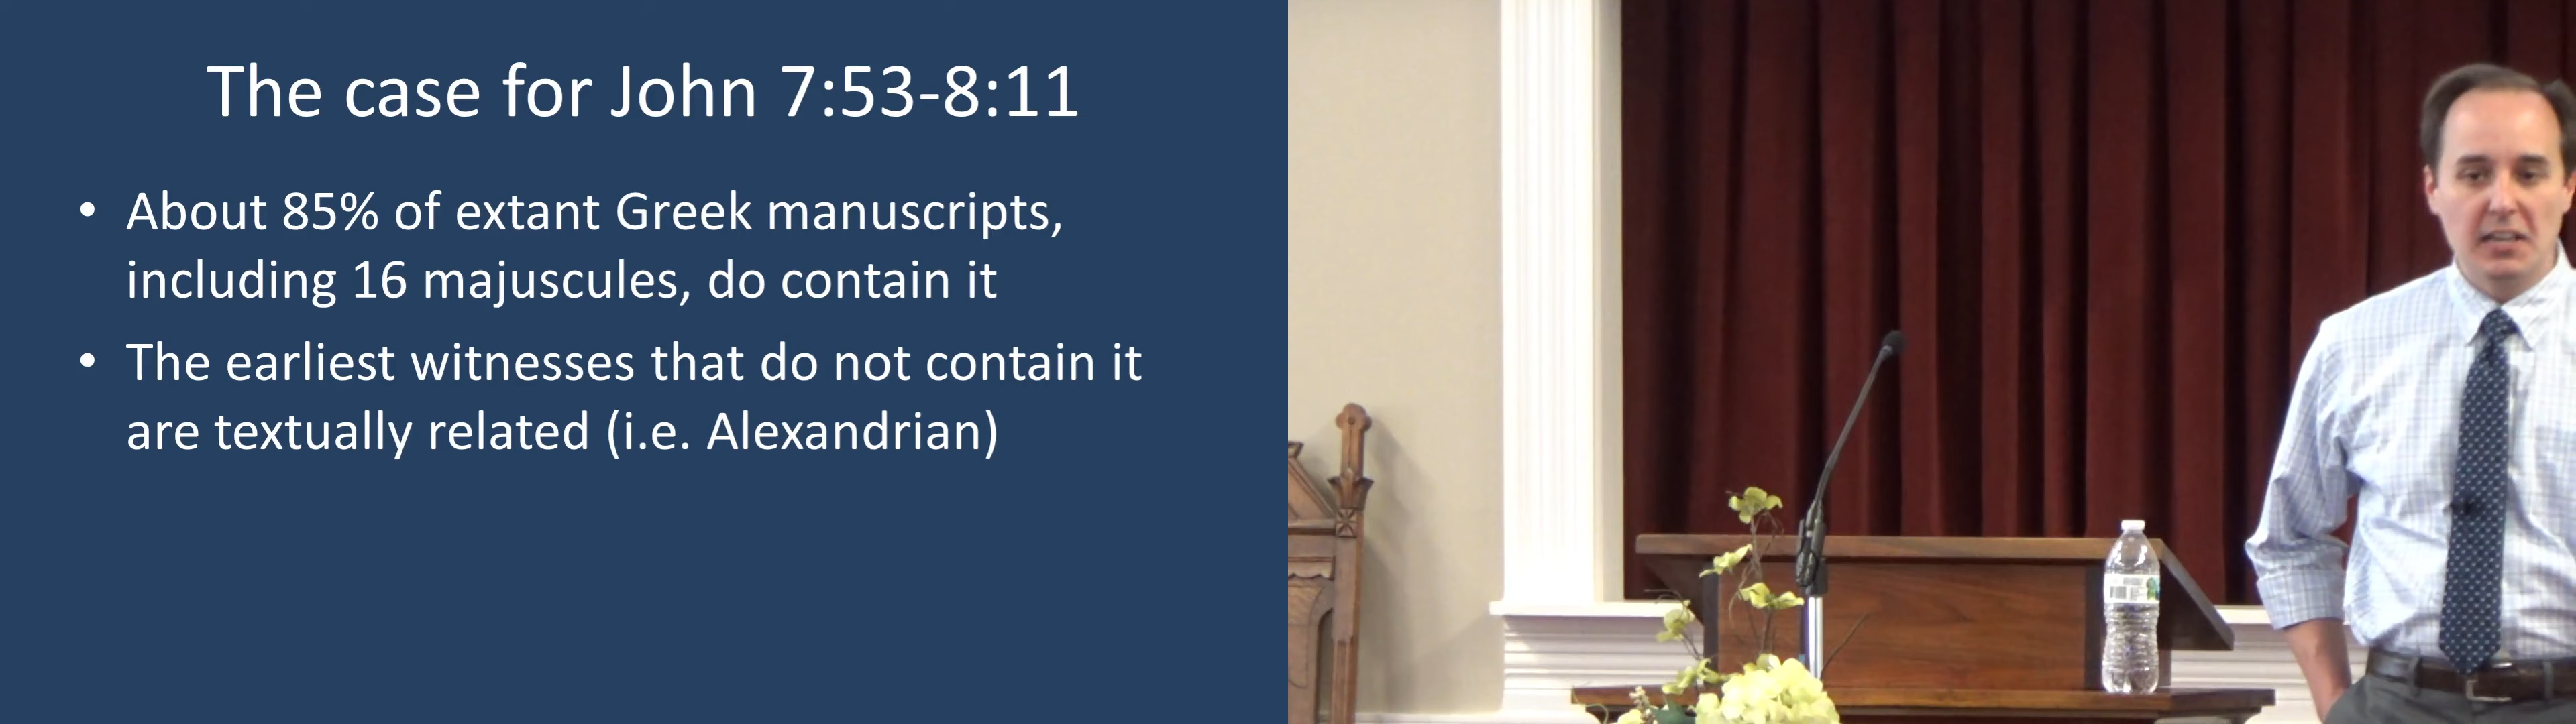 The case for John 7:53-8:11
• About 85% of extant Greek manuscripts,
including 16 majuscules, do contain it
• The earliest witnesses that do not contain it
are textually related (i.e. Alexandrian)